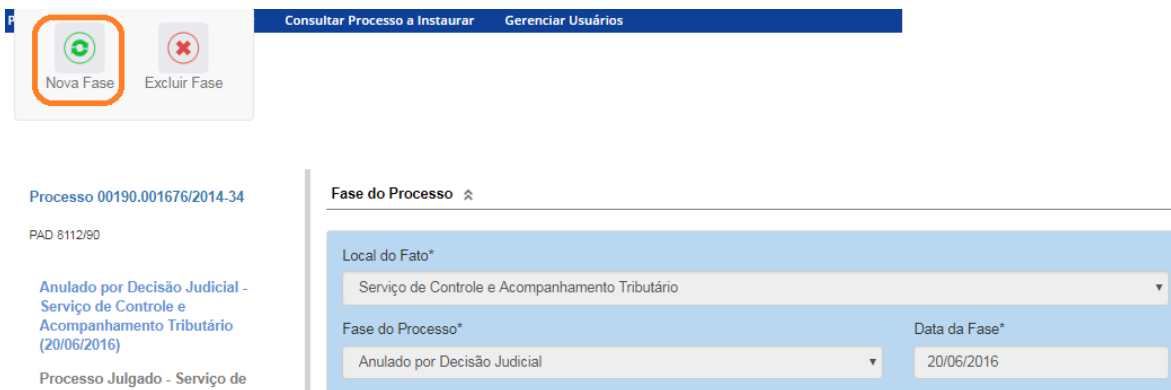 P
Consultar Processo a Instaurar Gerenciar Usuários
Nova Fase Excluir Fase
Processo 00190.001676/2014-34
PAD 8112/90
Anulado por Decisão Judicial -
Serviço de Controle e
Acompanhamento Tributário
(20/06/2016)
Processo Julgado - Serviço de
Fase do Processo
Local do Fato*
Serviço de Controle e Acompanhamento Tributário
Fase do Processo* Data da Fase*
Anulado por Decisão Judicial 20/06/2016